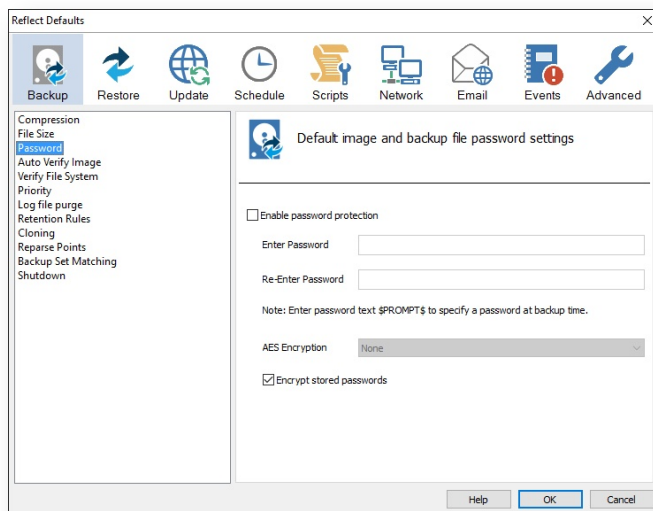 Reflect Defaults
Backup Restore Update Schedule Scripts Network Email Events Advanced
Compression
File Size
Password
Auto Verify Image
Verify File System
Priority
Log file purge
Retention Rules
Cloning
Reparse Points
Backup Set Matching
Shutdown
Default image and backup file password settings
Enable password protection
Enter Password
Re-Enter Password
Note: Enter password text $PROMPT$ to specify a password at backup time.
AES Encryption None
Encrypt stored passwords
Help OK Cancel